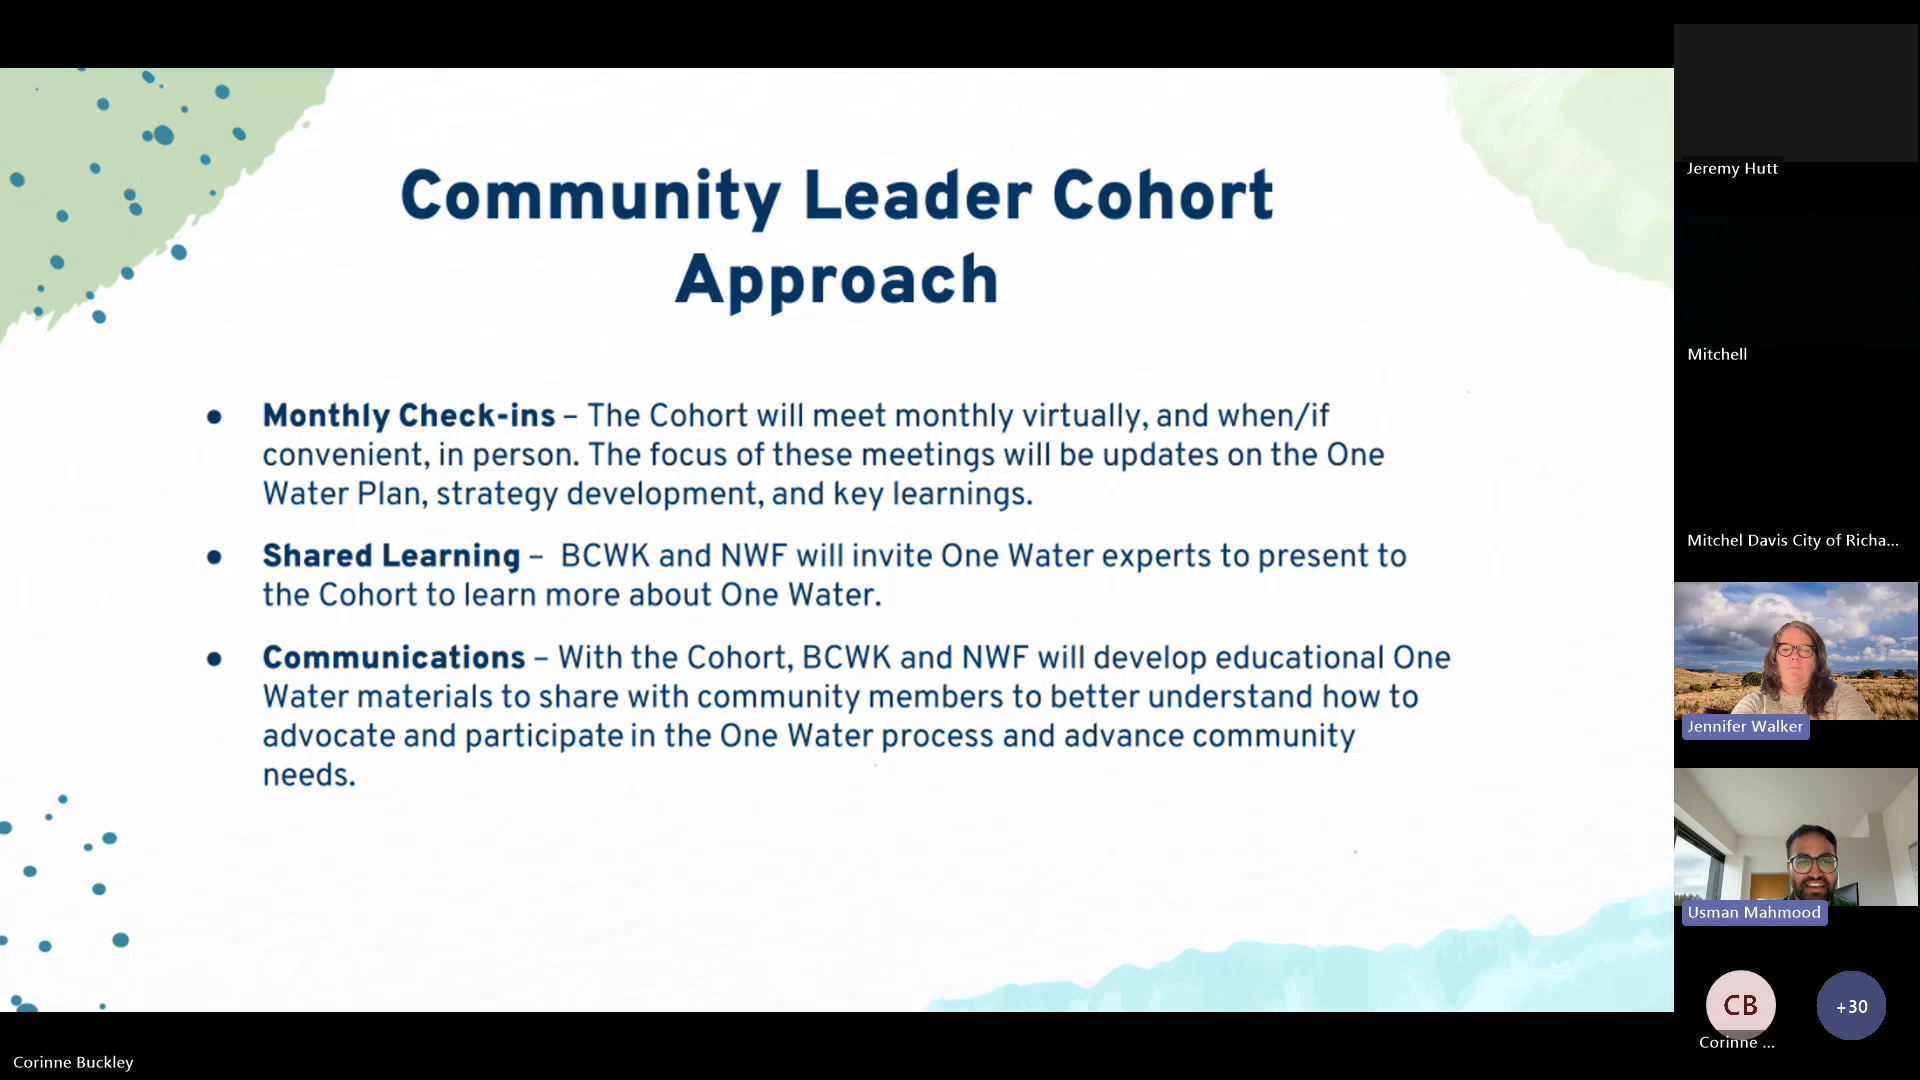 Community Leader Cohort
Approach
● Monthly Check-ins – The Cohort will meet monthly virtually, and when/if
convenient, in person. The focus of these meetings will be updates on the One
Water Plan, strategy development, and key learnings.
● Shared Learning – BCWK and NWF will invite One Water experts to present to
the Cohort to learn more about One Water.
● Communications – With the Cohort, BCWK and NWF will develop educational One
Water materials to share with community members to better understand how to
advocate and participate in the One Water process and advance community
needs.
Jeremy Hutt
Mitchell
Mitchel Davis City of Richa...
Jennifer Walker
Usman Mahmood
CB
+30
Corinne ...
Corinne Buckley